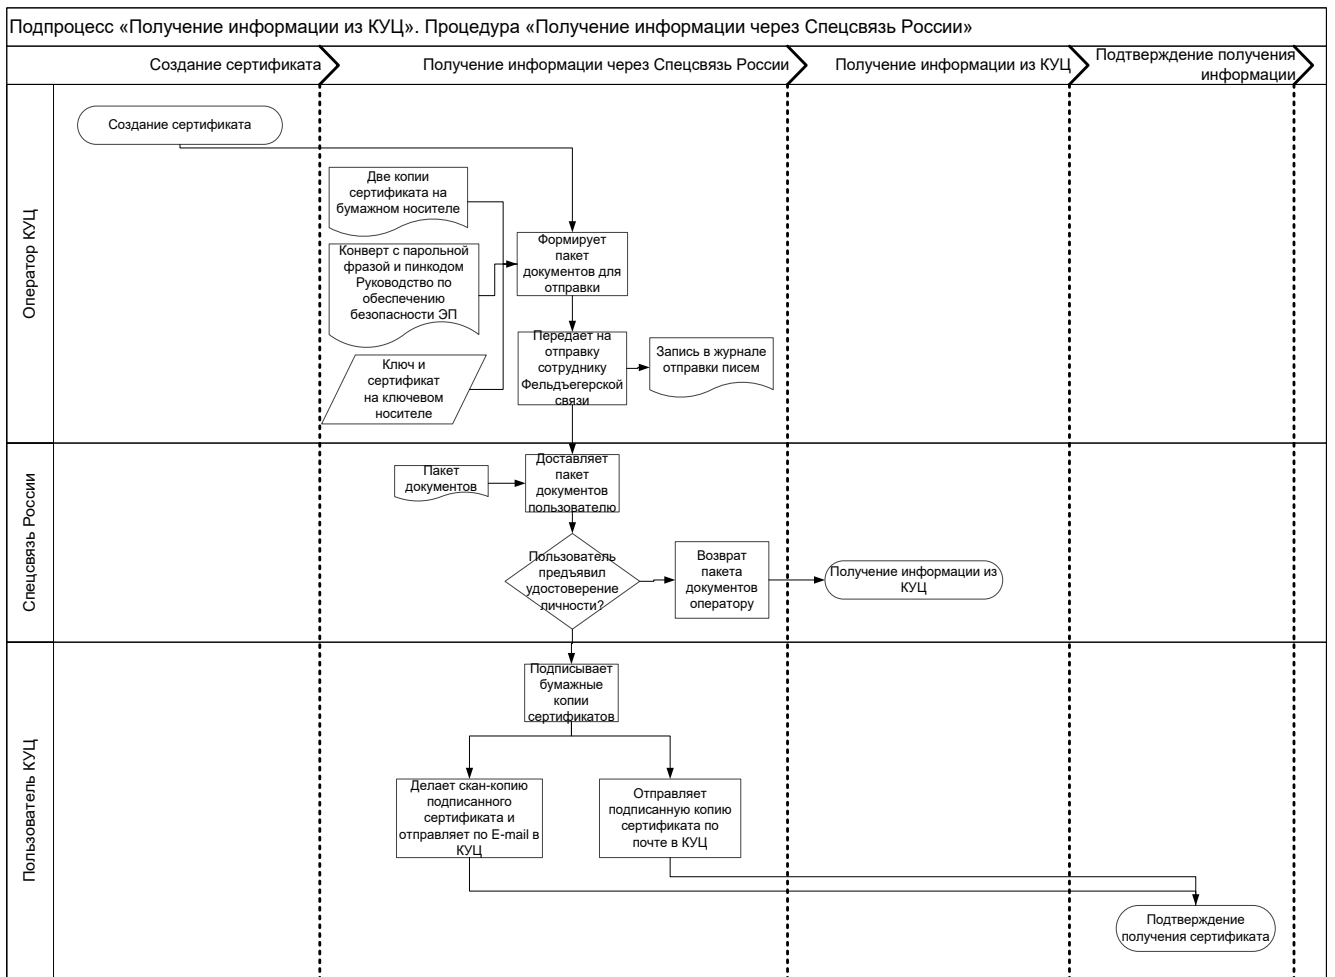 Подпроцесс «Получение информации из КУЦ». Процедура «Получение информации через Спецсвязь России»
Создание сертификата
Получение информации через Спецсвязь России
Получение информации из КУЦ
Подтверждение получения
информации
Оператор КУЦ
Создание сертификата
Две копии
сертификата на
бумажном носителе
Конверт с парольной
фразой и пинкодом
Руководство по
обеспечению
безопасности ЭП
Ключ и
сертификат
на ключевом
носителе
Формирует
пакет
документов для
отправки
Передает на
отправку
сотруднику
Фельдъегерской
связи
Запись в журнале
отправки писем
Спецсвязь России
Пакет
документов
Доставляет
пакет
документов
пользователю
Пользователь
предъявил
удостоверение
личности?
Возврат
пакета
документов
оператору
Получение информации из
КУЦ
Пользователь КУЦ
Подписывает
бумажные
копии
сертификатов
Делает скан-копию
подписанного
сертификата и
отправляет по E-mail в
КУЦ
Отправляет
подписанную копию
сертификата по
почте в КУЦ
Подтверждение
получения сертификата